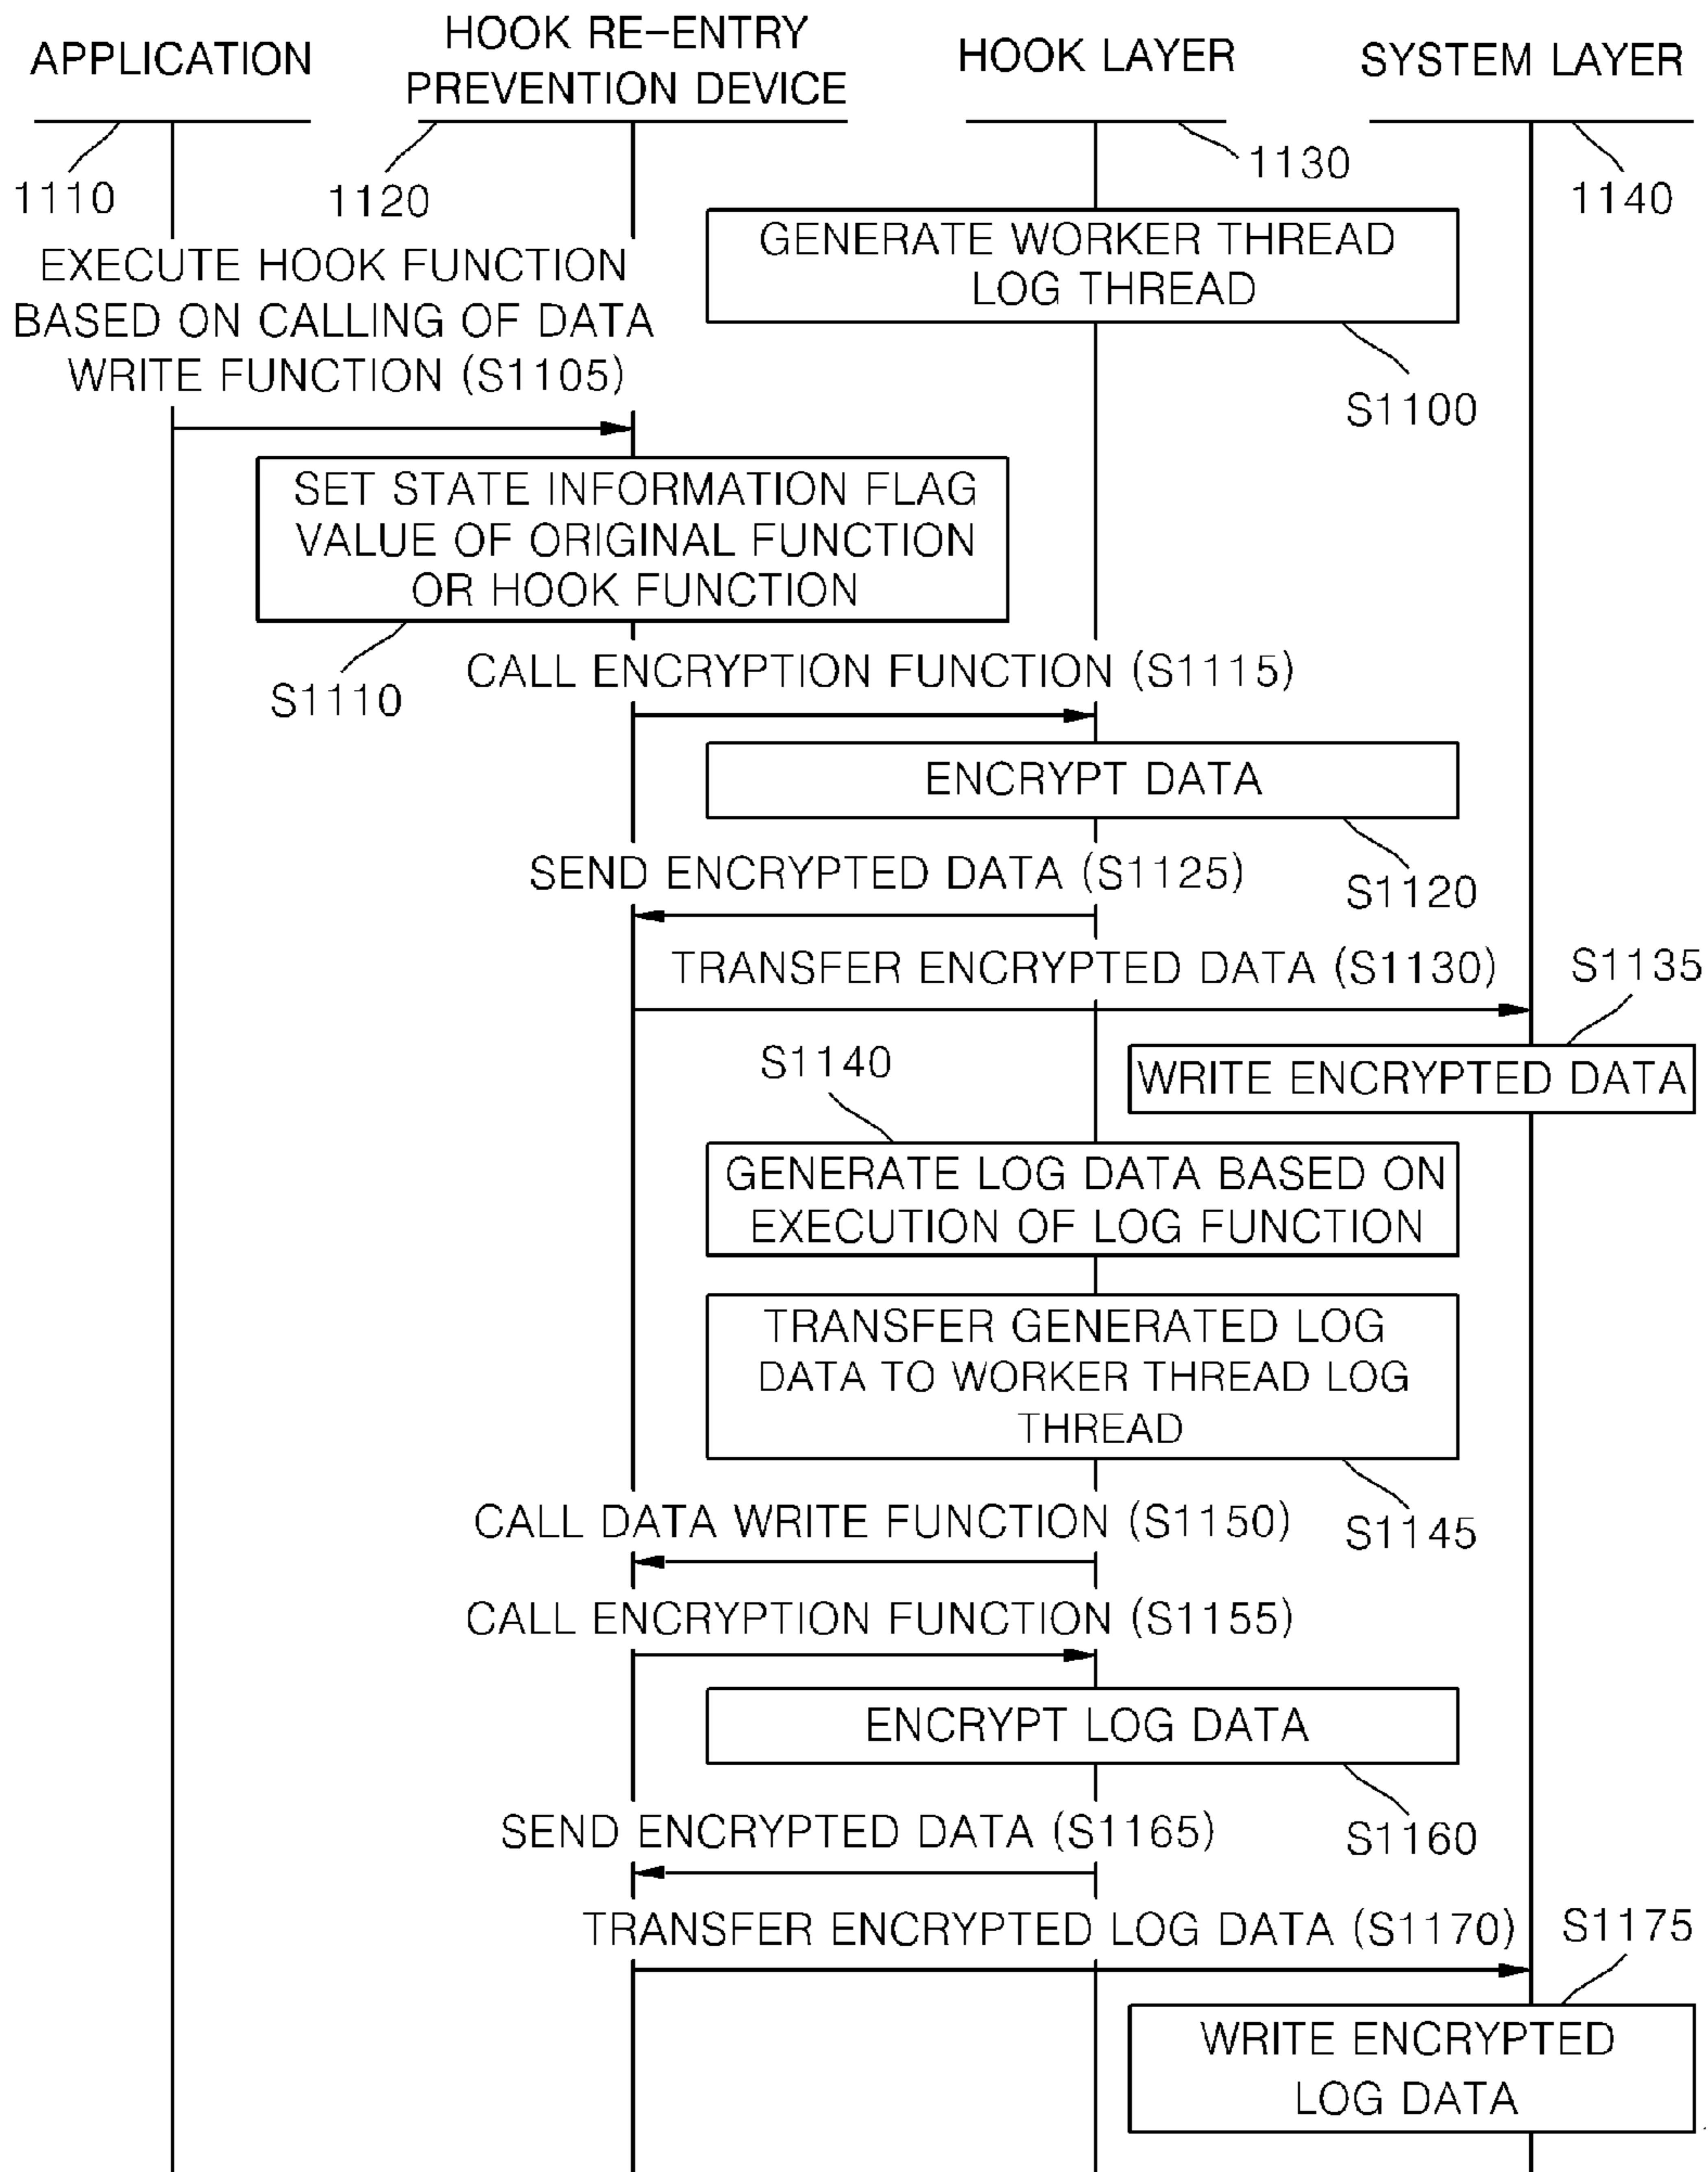 APPLICATION
HOOK RE-ENTRY
PREVENTION DEVICE
HOOK LAYER
SYSTEM LAYER
1110
1120
1130
1140
GENERATE WORKER THREAD
LOG THREAD
S1100
EXECUTE HOOK FUNCTION
BASED ON CALLING OF DATA
WRITE FUNCTION (S1105)
SET STATE INFORMATION FLAG
VALUE OF ORIGINAL FUNCTION
OR HOOK FUNCTION
S1110
CALL ENCRYPTION FUNCTION (S1115)
ENCRYPT DATA
S1120
SEND ENCRYPTED DATA (S1125)
TRANSFER ENCRYPTED DATA (S1130)
S1135
WRITE ENCRYPTED DATA
S1140
GENERATE LOG DATA BASED ON
EXECUTION OF LOG FUNCTION
TRANSFER GENERATED LOG
DATA TO WORKER THREAD LOG
THREAD
S1145
CALL DATA WRITE FUNCTION (S1150)
CALL ENCRYPTION FUNCTION (S1155)
ENCRYPT LOG DATA
S1160
SEND ENCRYPTED DATA (S1165)
TRANSFER ENCRYPTED LOG DATA (S1170)
S1175
WRITE ENCRYPTED
LOG DATA